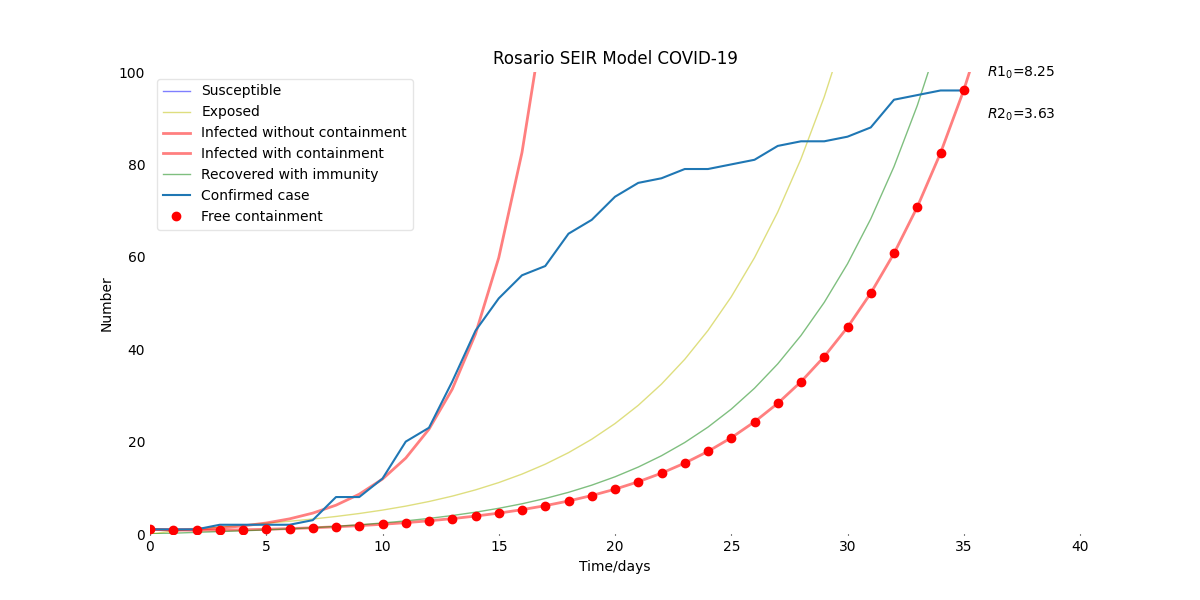 Rosario SEIR Model COVID-19
Susceptible
Exposed
Infected without containment
Infected with containment
Recovered with immunity
Confirmed case
Free containment
R1₀=8.25
R2₀=3.63
Number
100
80
60
40
20
0
0 5 10 15 20 25 30 35 40
Time/days